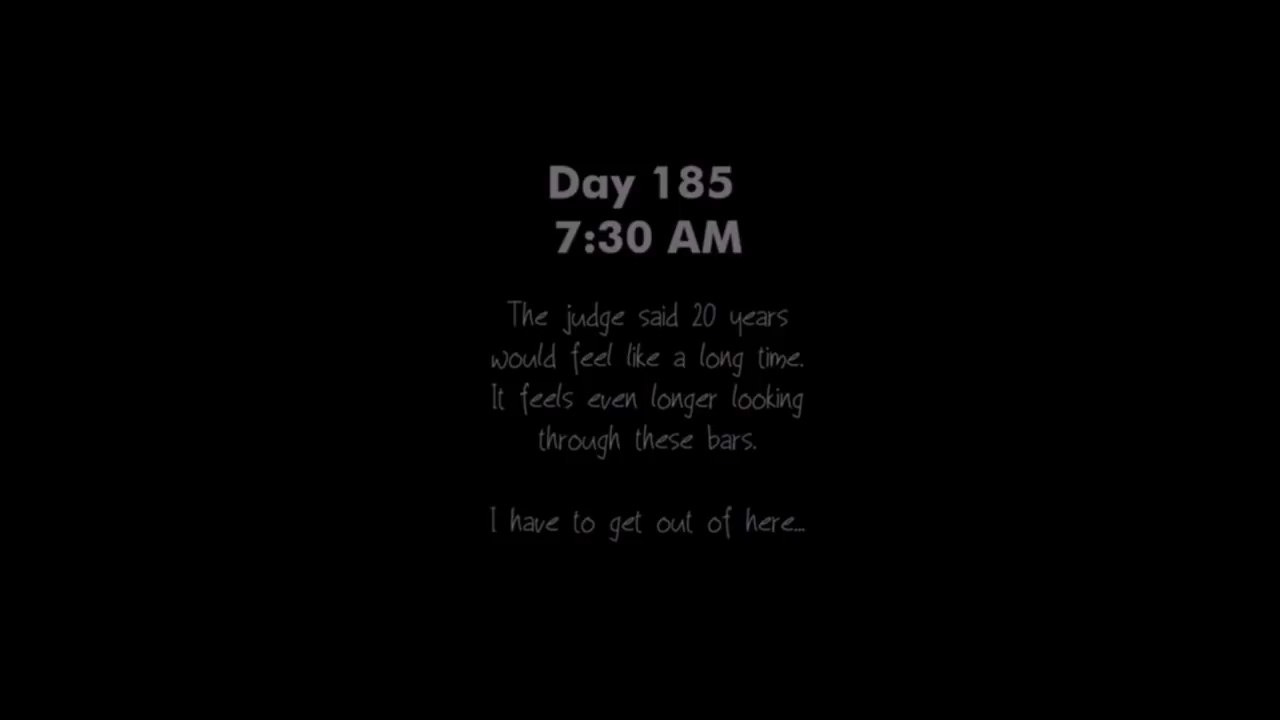 Day 185
7:30 AM
The judge said 20 years
would feel like a long time.
It feels even longer looking
through these bars.
I have to get out of here...